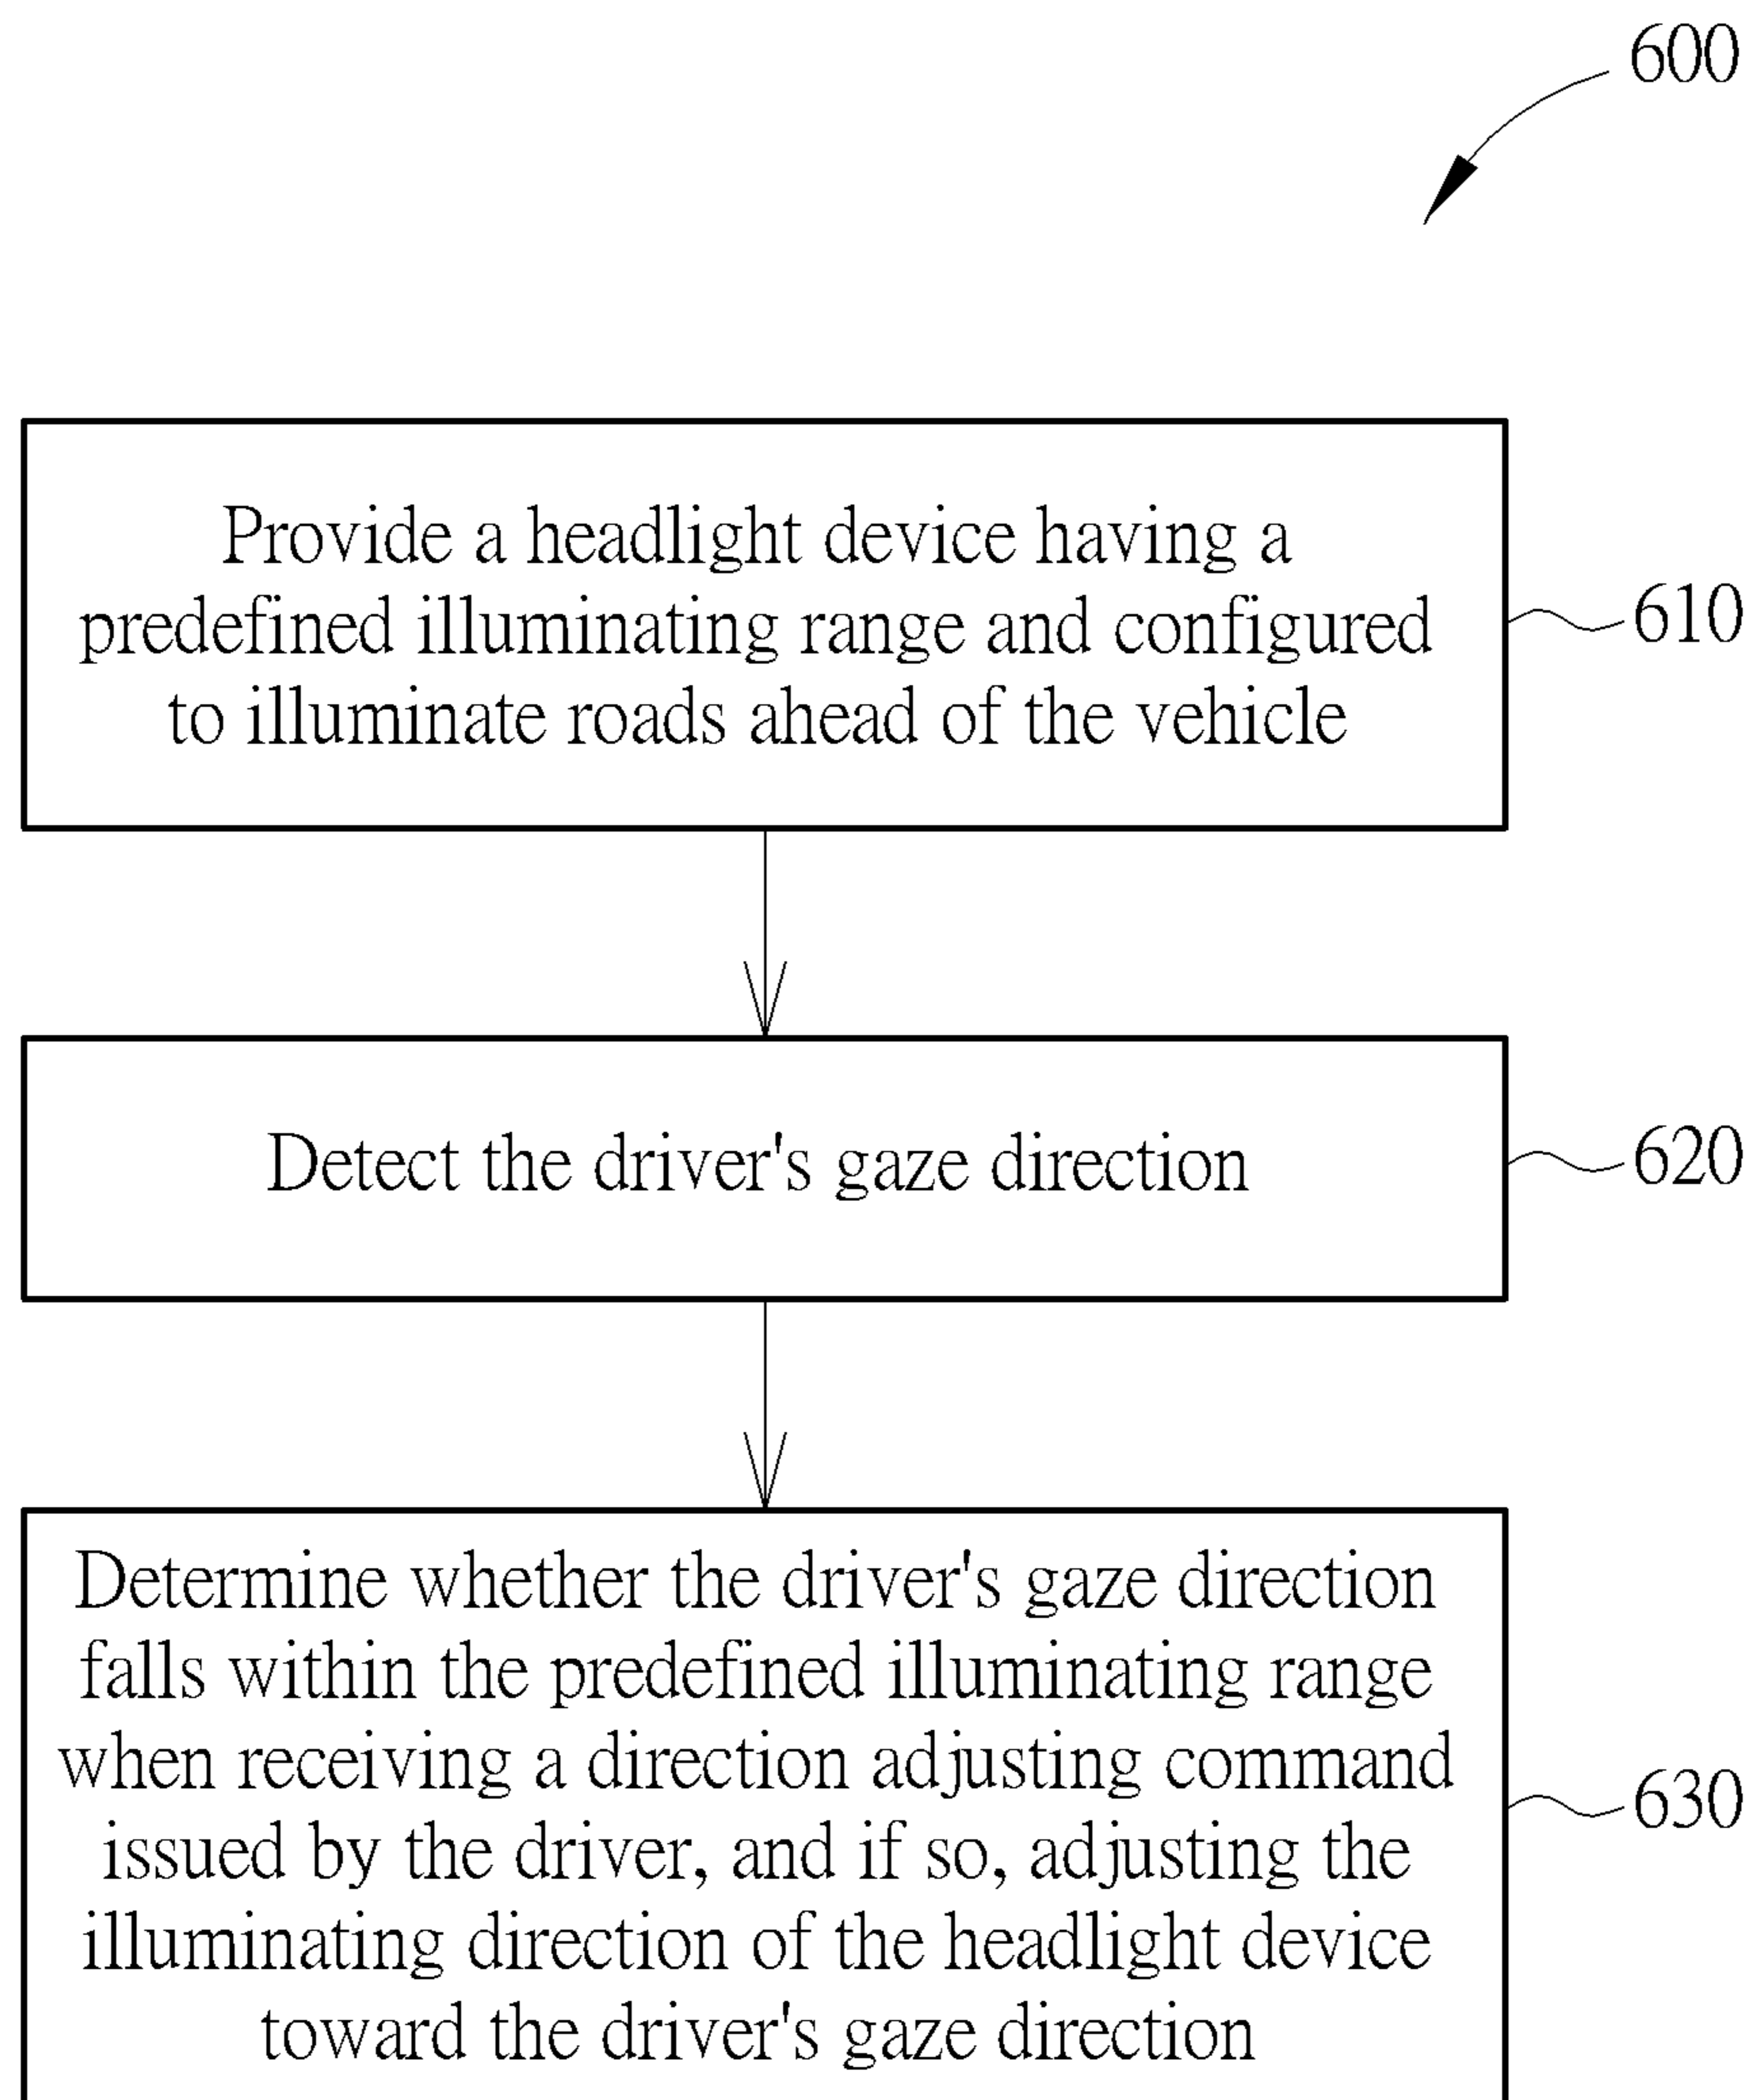 600
Provide a headlight device having a
predefined illuminating range and configured
to illuminate roads ahead of the vehicle
610
Detect the driver's gaze direction
620
Determine whether the driver's gaze direction
falls within the predefined illuminating range
when receiving a direction adjusting command
issued by the driver, and if so, adjusting the
illuminating direction of the headlight device
toward the driver's gaze direction
630